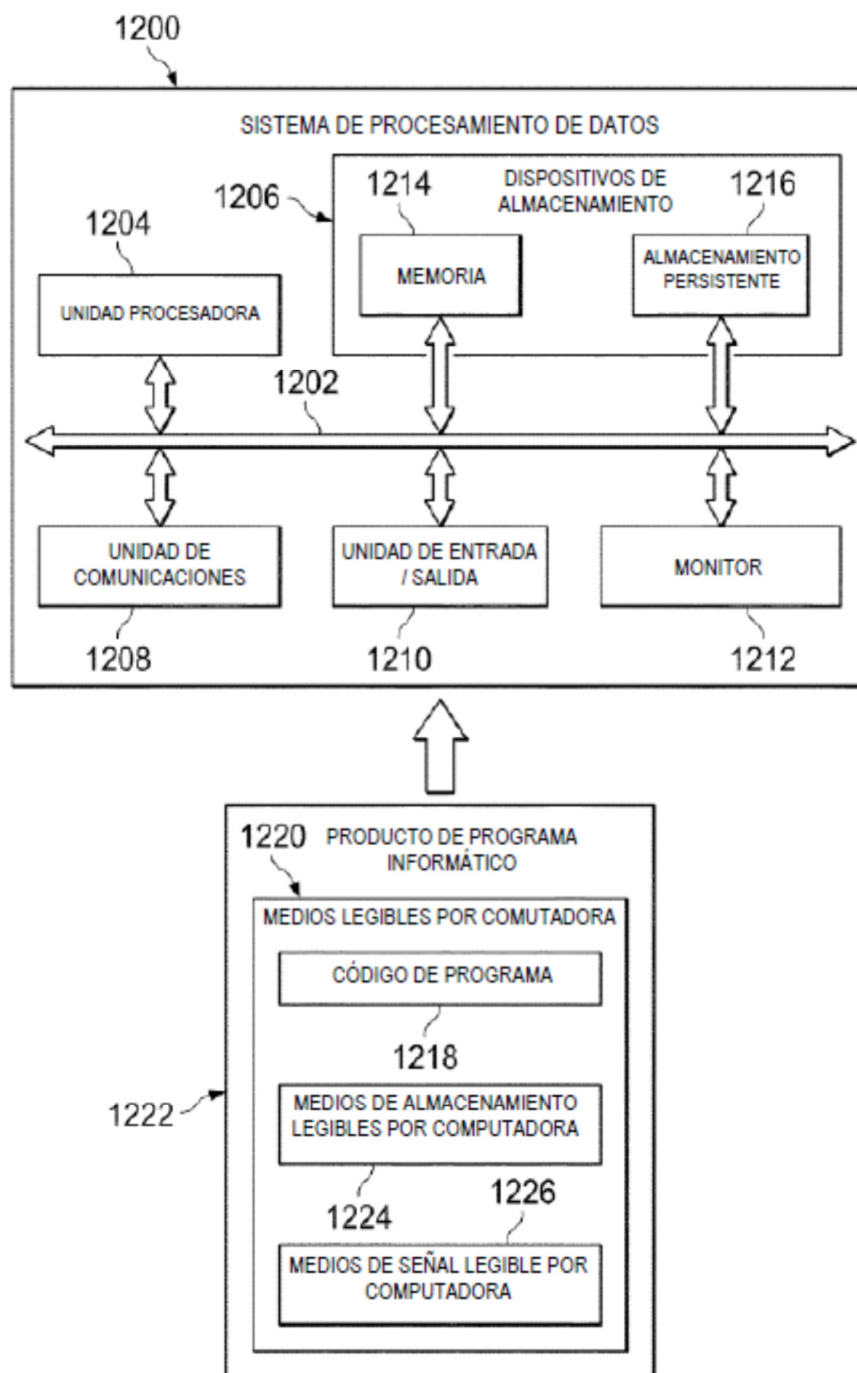 1200
SISTEMA DE PROCESAMIENTO DE DATOS
1206
1214
DISPOSITIVOS DE
ALMACENAMIENTO
1216
1204
MEMORIA
ALMACENAMIENTO
PERSISTENTE
UNIDAD PROCESADORA
1202
UNIDAD DE
COMUNICACIONES
UNIDAD DE ENTRADA
/ SALIDA
MONITOR
1208
1210
1212
1220
PRODUCTO DE PROGRAMA
INFORMÁTICO
MEDIOS LEGIBLES POR COMUTADORA
CÓDIGO DE PROGRAMA
1218
1222
MEDIOS DE ALMACENAMIENTO
LEGIBLES POR COMPUTADORA
1224
1226
MEDIOS DE SEÑAL LEGIBLE POR
COMPUTADORA